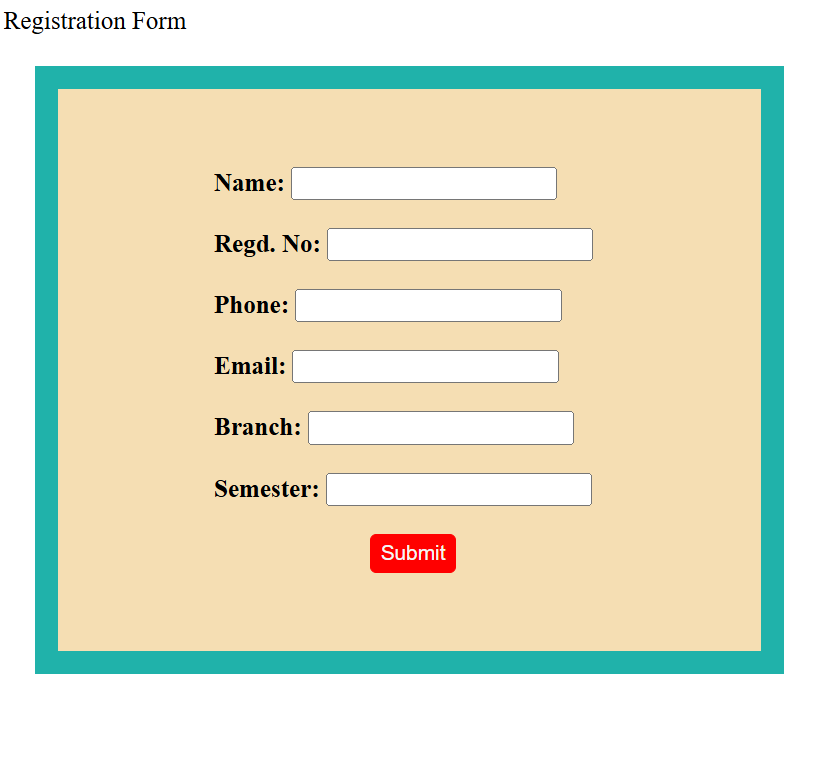 Registration Form
Name:
Regd. No:
Phone:
Email:
Branch:
Semester:
Submit